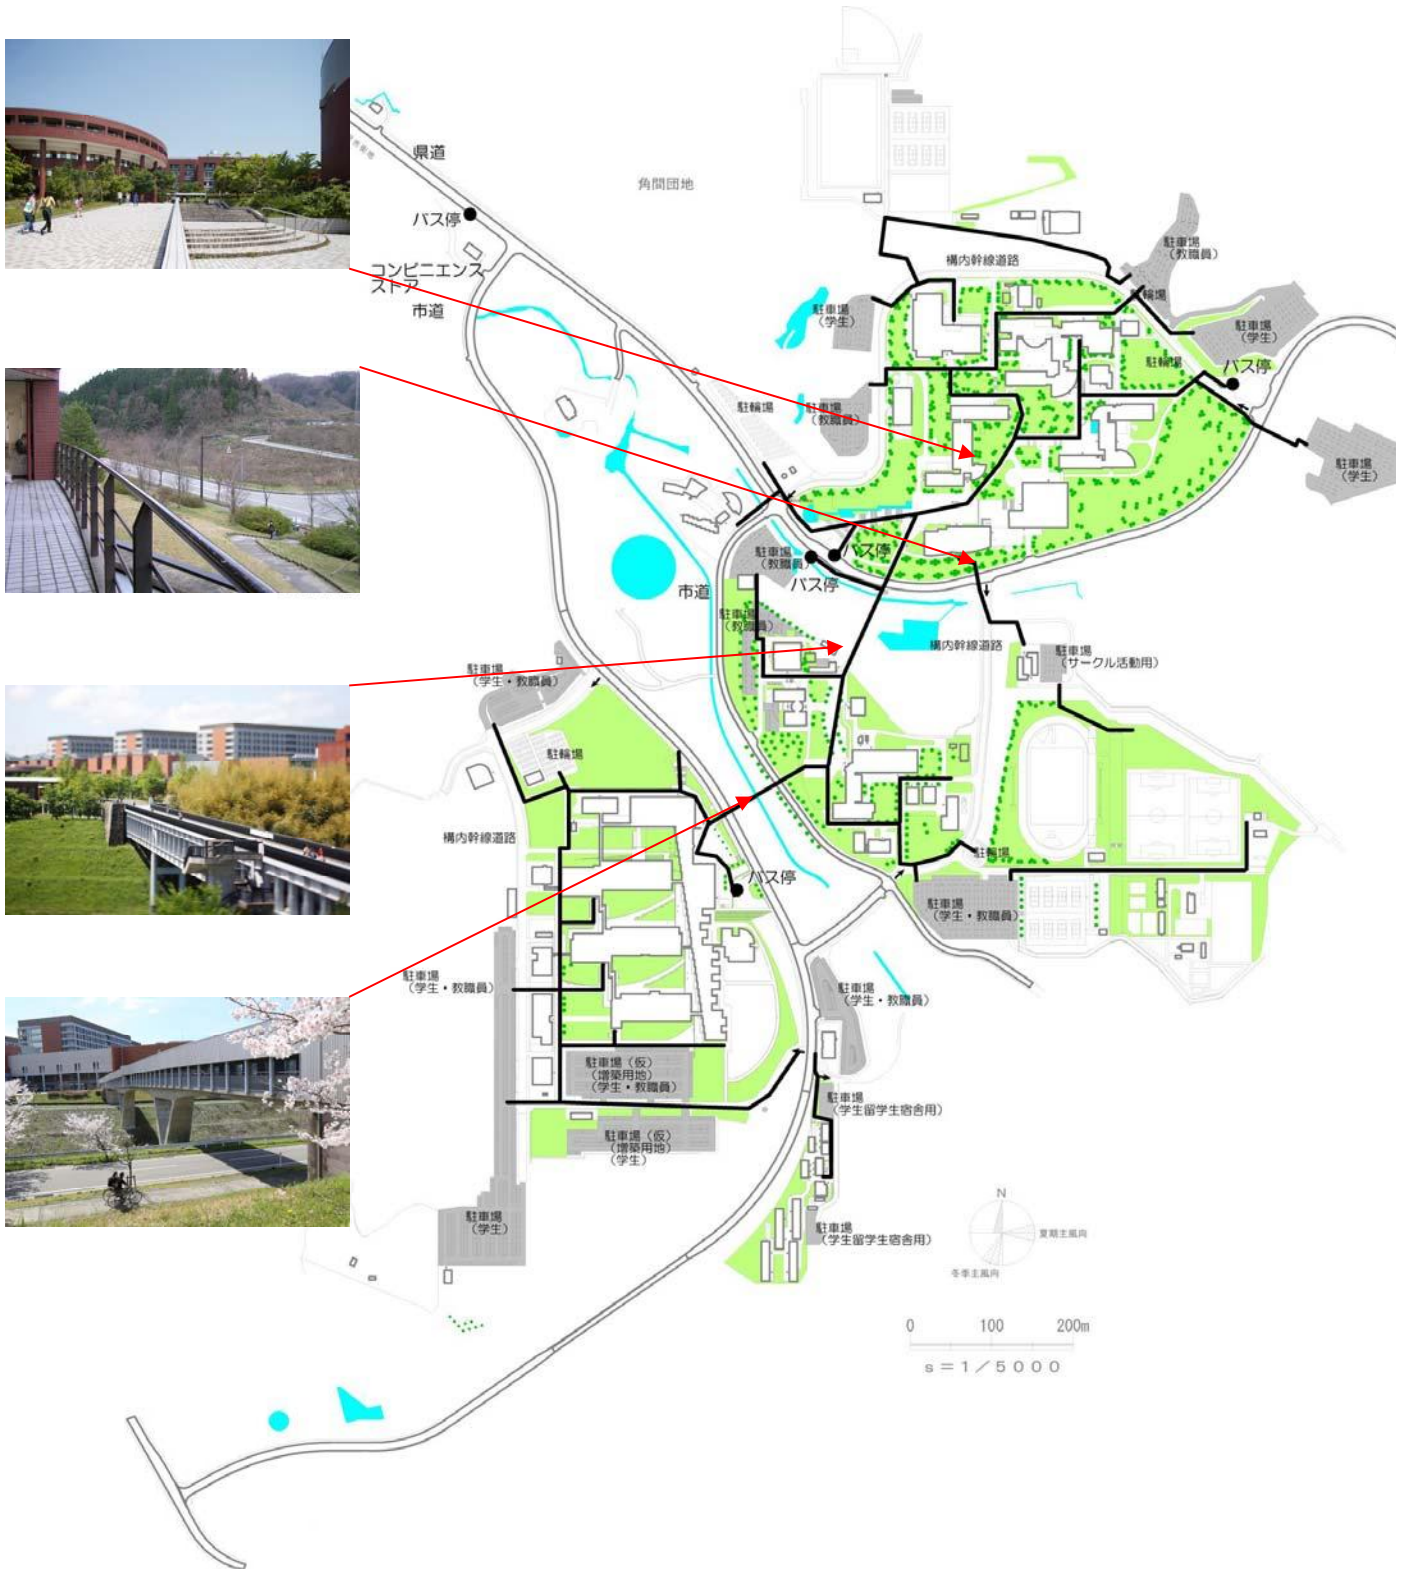 県道
角間団地
バス停
コンビニエンス
ストア
市道
構内幹線道路
駐車場
(教職員)
駐輪場
駐車場
(学生)
駐車場
(学生)
駐輪場
バス停
駐輪場
駐車場
(教職員)
駐車場
(学生)
駐車場
(教職員)
バス停
バス停
市道
駐車場
(教職員)
構内幹線道路
駐車場
(サークル活動用)
駐車場
(学生・教職員)
駐輪場
構内幹線道路
駐輪場
バス停
駐車場
(学生・教職員)
駐車場
(学生・教職員)
駐車場
(学生・教職員)
駐車場(仮)
(増築用地)
(学生・教職員)
駐車場
(学生留学生宿舎用)
駐車場(仮)
(増築用地)
(学生)
駐車場
(学生)
駐車場
(学生留学生宿舎用)
N
夏期主風向
冬季主風向
0 100 200m
s=1/5000